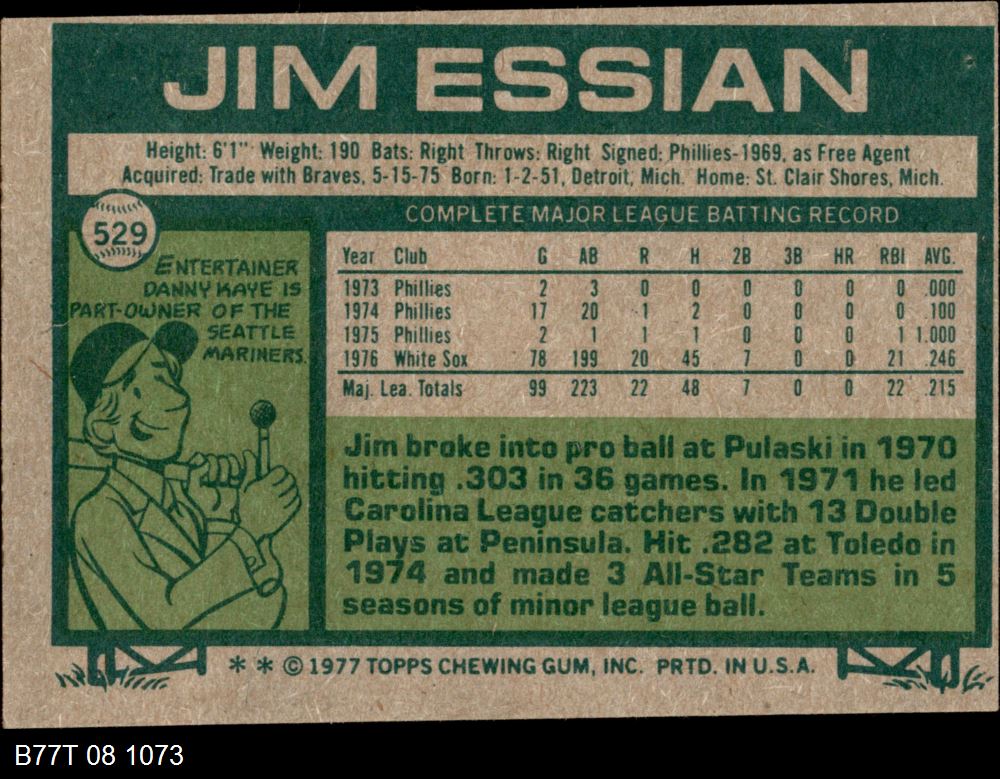 JIM ESSIAN
Height: 6'1" Weight: 190 Bats: Right Throws: Right Signed: Phillies-1969, as Free Agent
Acquired: Trade with Braves, 5-15-75 Born: 1-2-51, Detroit, Mich. Home: St. Clair Shores, Mich.
529
ENTERTAINER
DANNY KAYE IS
PART-OWNER OF THE
SEATTLE
MARINERS.
COMPLETE MAJOR LEAGUE BATTING RECORD
Year Club G AB R H 2B 3B HR RBI AVG.
1973 Phillies 2 3 0 0 0 0 0 0 .000
1974 Phillies 17 20 1 2 0 0 0 0 .100
1975 Phillies 2 1 1 1 0 0 0 1 1.000
1976 White Sox 78 199 20 45 7 0 0 21 .246
Maj. Lea. Totals 99 223 22 48 7 0 0 22 .215
Jim broke into pro ball at Pulaski in 1970
hitting .303 in 36 games. In 1971 he led
Carolina League catchers with 13 Double
Plays at Peninsula. Hit .282 at Toledo in
1974 and made 3 All-Star Teams in 5
seasons of minor league ball.
* * © 1977 TOPPS CHEWING GUM, INC. PRTD. IN U.S.A.
B77T 08 1073